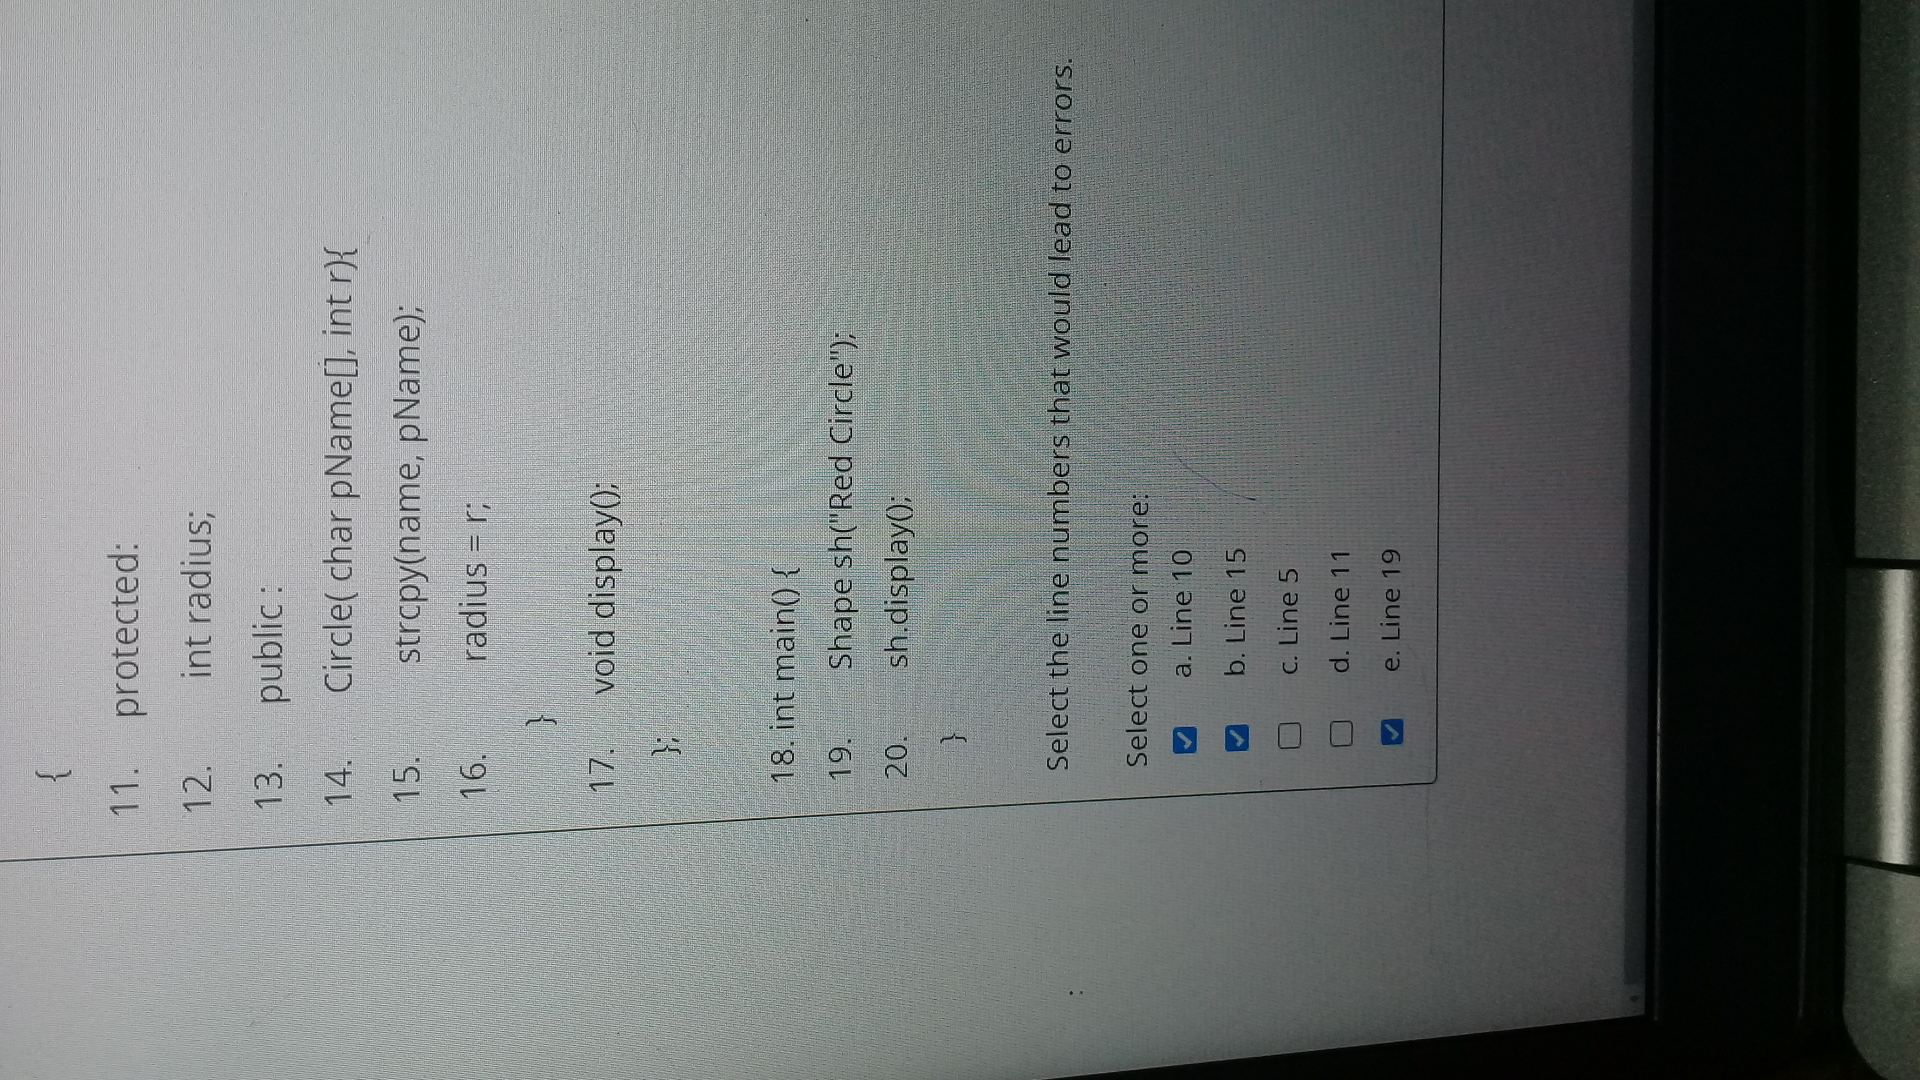 {
11. protected:
12. int radius;
13. public :
14. Circle( char pName[], int r){
15. strcpy(name, pName);
16. radius = r;
}
17. void display();
};
18. int main() {
19. Shape sh("Red Circle");
20. sh.display();
}
Select the line numbers that would lead to errors.
Select one or more:
a. Line 10
b. Line 15
c. Line 5
d. Line 11
e. Line 19